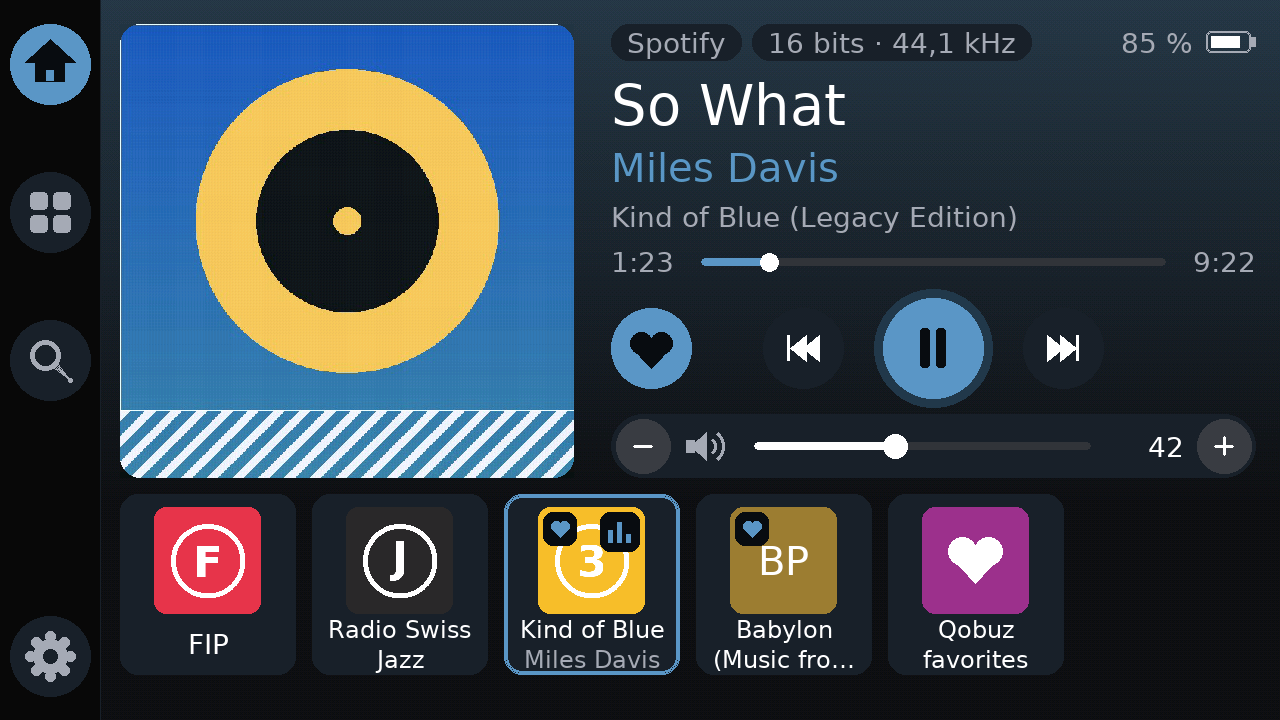 Spotify
16 bits · 44,1 kHz
85 %
So What
Miles Davis
Kind of Blue (Legacy Edition)
1:23
9:22
42
F
FIP
J
Radio Swiss
Jazz
3
Kind of Blue
Miles Davis
BP
Babylon
(Music fro…
Qobuz
favorites